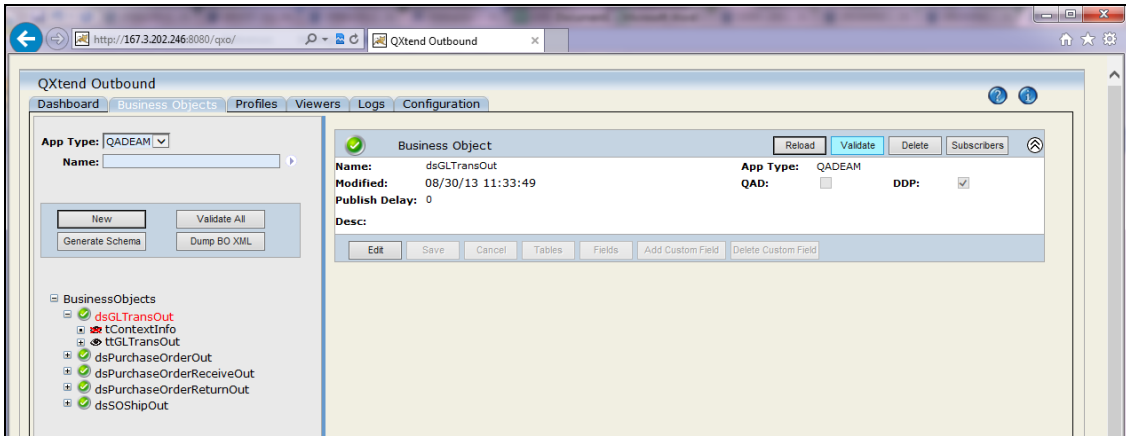 http://167.3.202.246:8080/qxo/
QXtend Outbound
QXtend Outbound
Dashboard Business Objects Profiles Viewers Logs Configuration
App Type: QADEAM
Name:
New Validate All
Generate Schema Dump BO XML
BusinessObjects
dsGLTransOut
tContextInfo
ttGLTransOut
dsPurchaseOrderOut
dsPurchaseOrderReceiveOut
dsPurchaseOrderReturnOut
dsSOShipOut
Business Object Reload Validate Delete Subscribers
Name: dsGLTransOut App Type: QADEAM
Modified: 08/30/13 11:33:49 QAD: DDP:
Publish Delay: 0
Desc:
Edit Save Cancel Tables Fields Add Custom Field Delete Custom Field